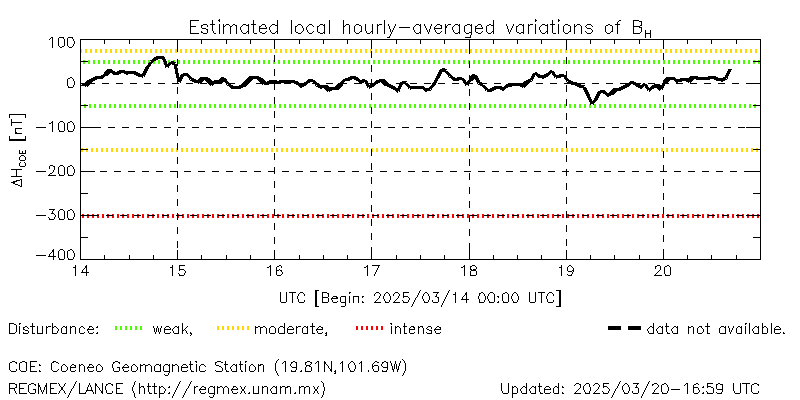 Estimated local hourly-averaged variations of B_H
100
0
-100
-200
-300
-400
ΔH_COE [nT]
14 15 16 17 18 19 20
UTC [Begin: 2025/03/14 00:00 UTC]
Disturbance: weak, moderate, intense data not available.
COE: Coeneo Geomagnetic Station (19.81N,101.69W)
REGMEX/LANCE (http://regmex.unam.mx) Updated: 2025/03/20-16:59 UTC